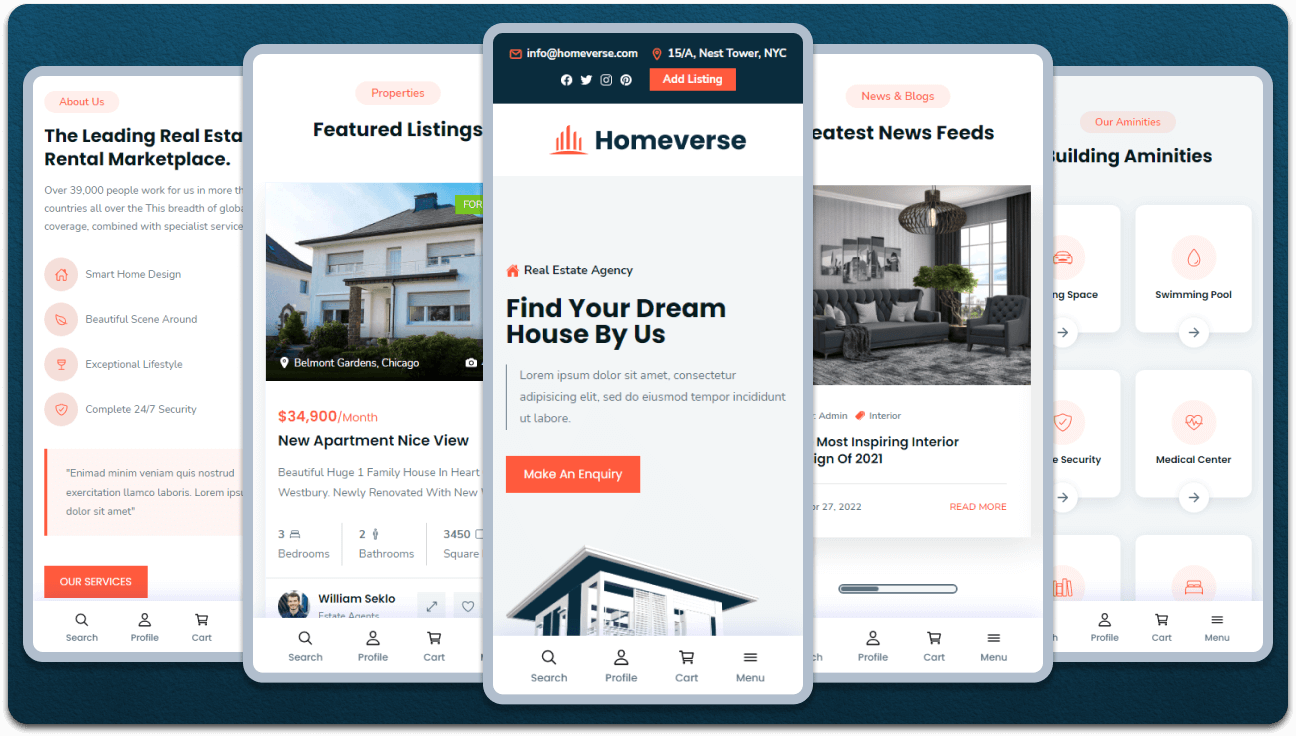 About Us
The Leading Real Esta
Rental Marketplace.
Over 39,000 people work for us in more th
countries all over the This breadth of globa
coverage, combined with specialist service
Smart Home Design
Beautiful Scene Around
Exceptional Lifestyle
Complete 24/7 Security
"Enimad minim veniam quis nostrud
exercitation llamco laboris. Lorem ipsu
dolor sit amet"
OUR SERVICES
Search Profile Cart
Properties
Featured Listings
FOR
Belmont Gardens, Chicago
$34,900/Month
New Apartment Nice View
Beautiful Huge 1 Family House In Heart
Westbury. Newly Renovated With New
3 2 3450
Bedrooms Bathrooms Square
William Seklo
Estate Agents
Search Profile Cart
info@homeverse.com 15/A, Nest Tower, NYC
Add Listing
Homeverse
Real Estate Agency
Find Your Dream
House By Us
Lorem ipsum dolor sit amet, consectetur
adipisicing elit, sed do eiusmod tempor incididunt
ut labore.
Make An Enquiry
Search Profile Cart Menu
News & Blogs
eatest News Feeds
: Admin Interior
Most Inspiring Interior
ign Of 2021
or 27, 2022 READ MORE
ch Profile Cart Menu
Our Aminities
Building Aminities
ng Space Swimming Pool
e Security Medical Center
h Profile Cart Menu